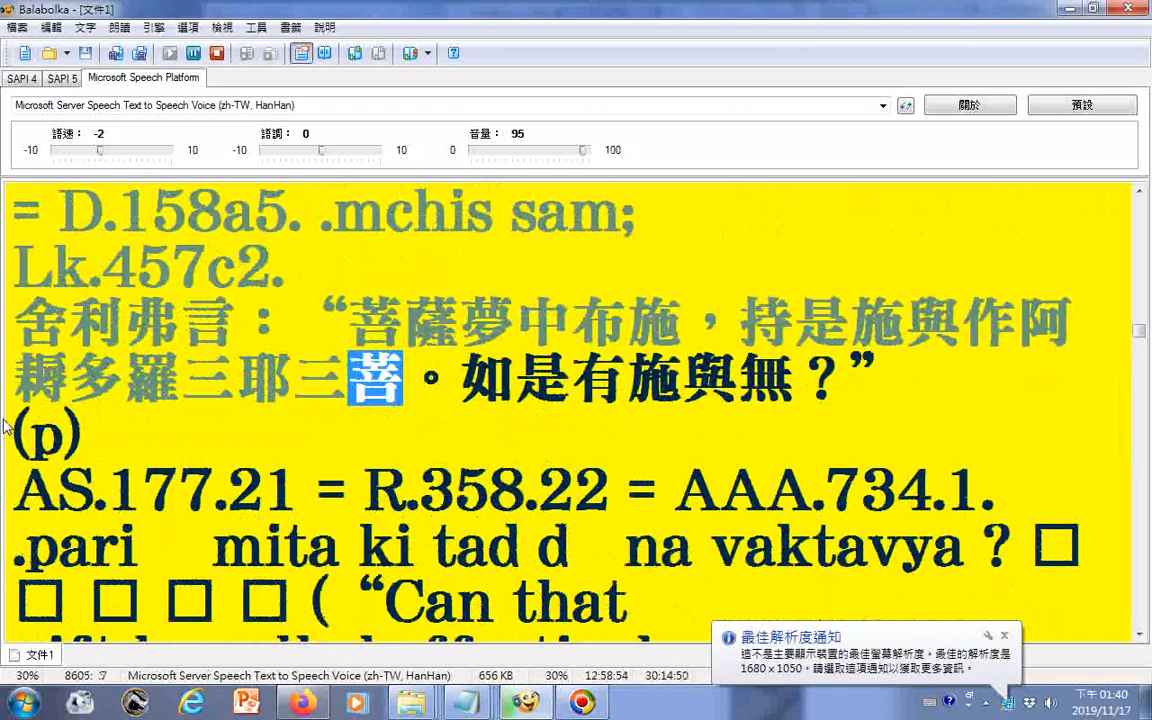 Balabolka - [文件1]
檔案 編輯 文字 朗讀 引擎 選項 檢視 工具 書籤 說明
SAPI 4 SAPI 5 Microsoft Speech Platform
Microsoft Server Speech Text to Speech Voice (zh-TW, HanHan) 關於 預設
語速： -2 語調： 0 音量： 95
-10 10 -10 10 0 100
= D.158a5. .mchis sam;
Lk.457c2.
舍利弗言：“菩薩夢中布施，持是施與作阿
耨多羅三耶三菩。如是有施與無？”
(p)
AS.177.21 = R.358.22 = AAA.734.1.
.pari mita ki tad d na vaktavya ? □
□ □ □ □ (“Can that
最佳解析度通知
這不是主要顯示裝置的最佳螢幕解析度。最佳的解析度是
1680 x 1050。請選取這項通知以獲取更多資訊。
文件1
30% 8605: 7 Microsoft Server Speech Text to Speech Voice (zh-TW, HanHan) 656 KB 30% 12:58:54 30:14:50
下午 01:40
2019/11/17